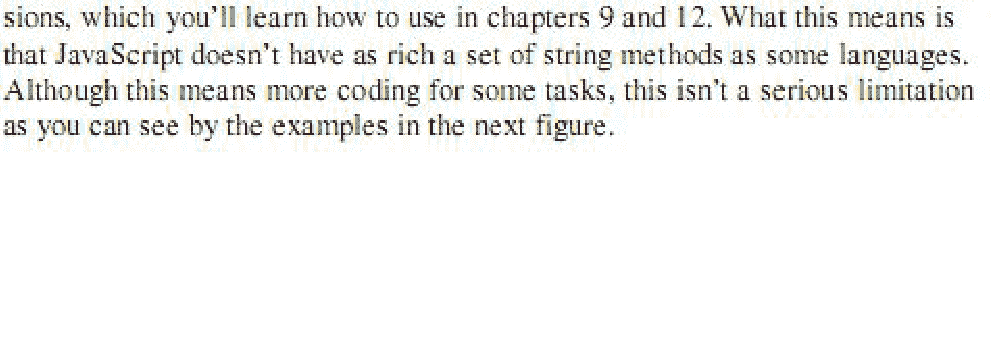 sions, which you'll learn how to use in chapters 9 and 12. What this means is
that JavaScript doesn't have as rich a set of string methods as some languages.
Although this means more coding for some tasks, this isn't a serious limitation
as you can see by the examples in the next figure.